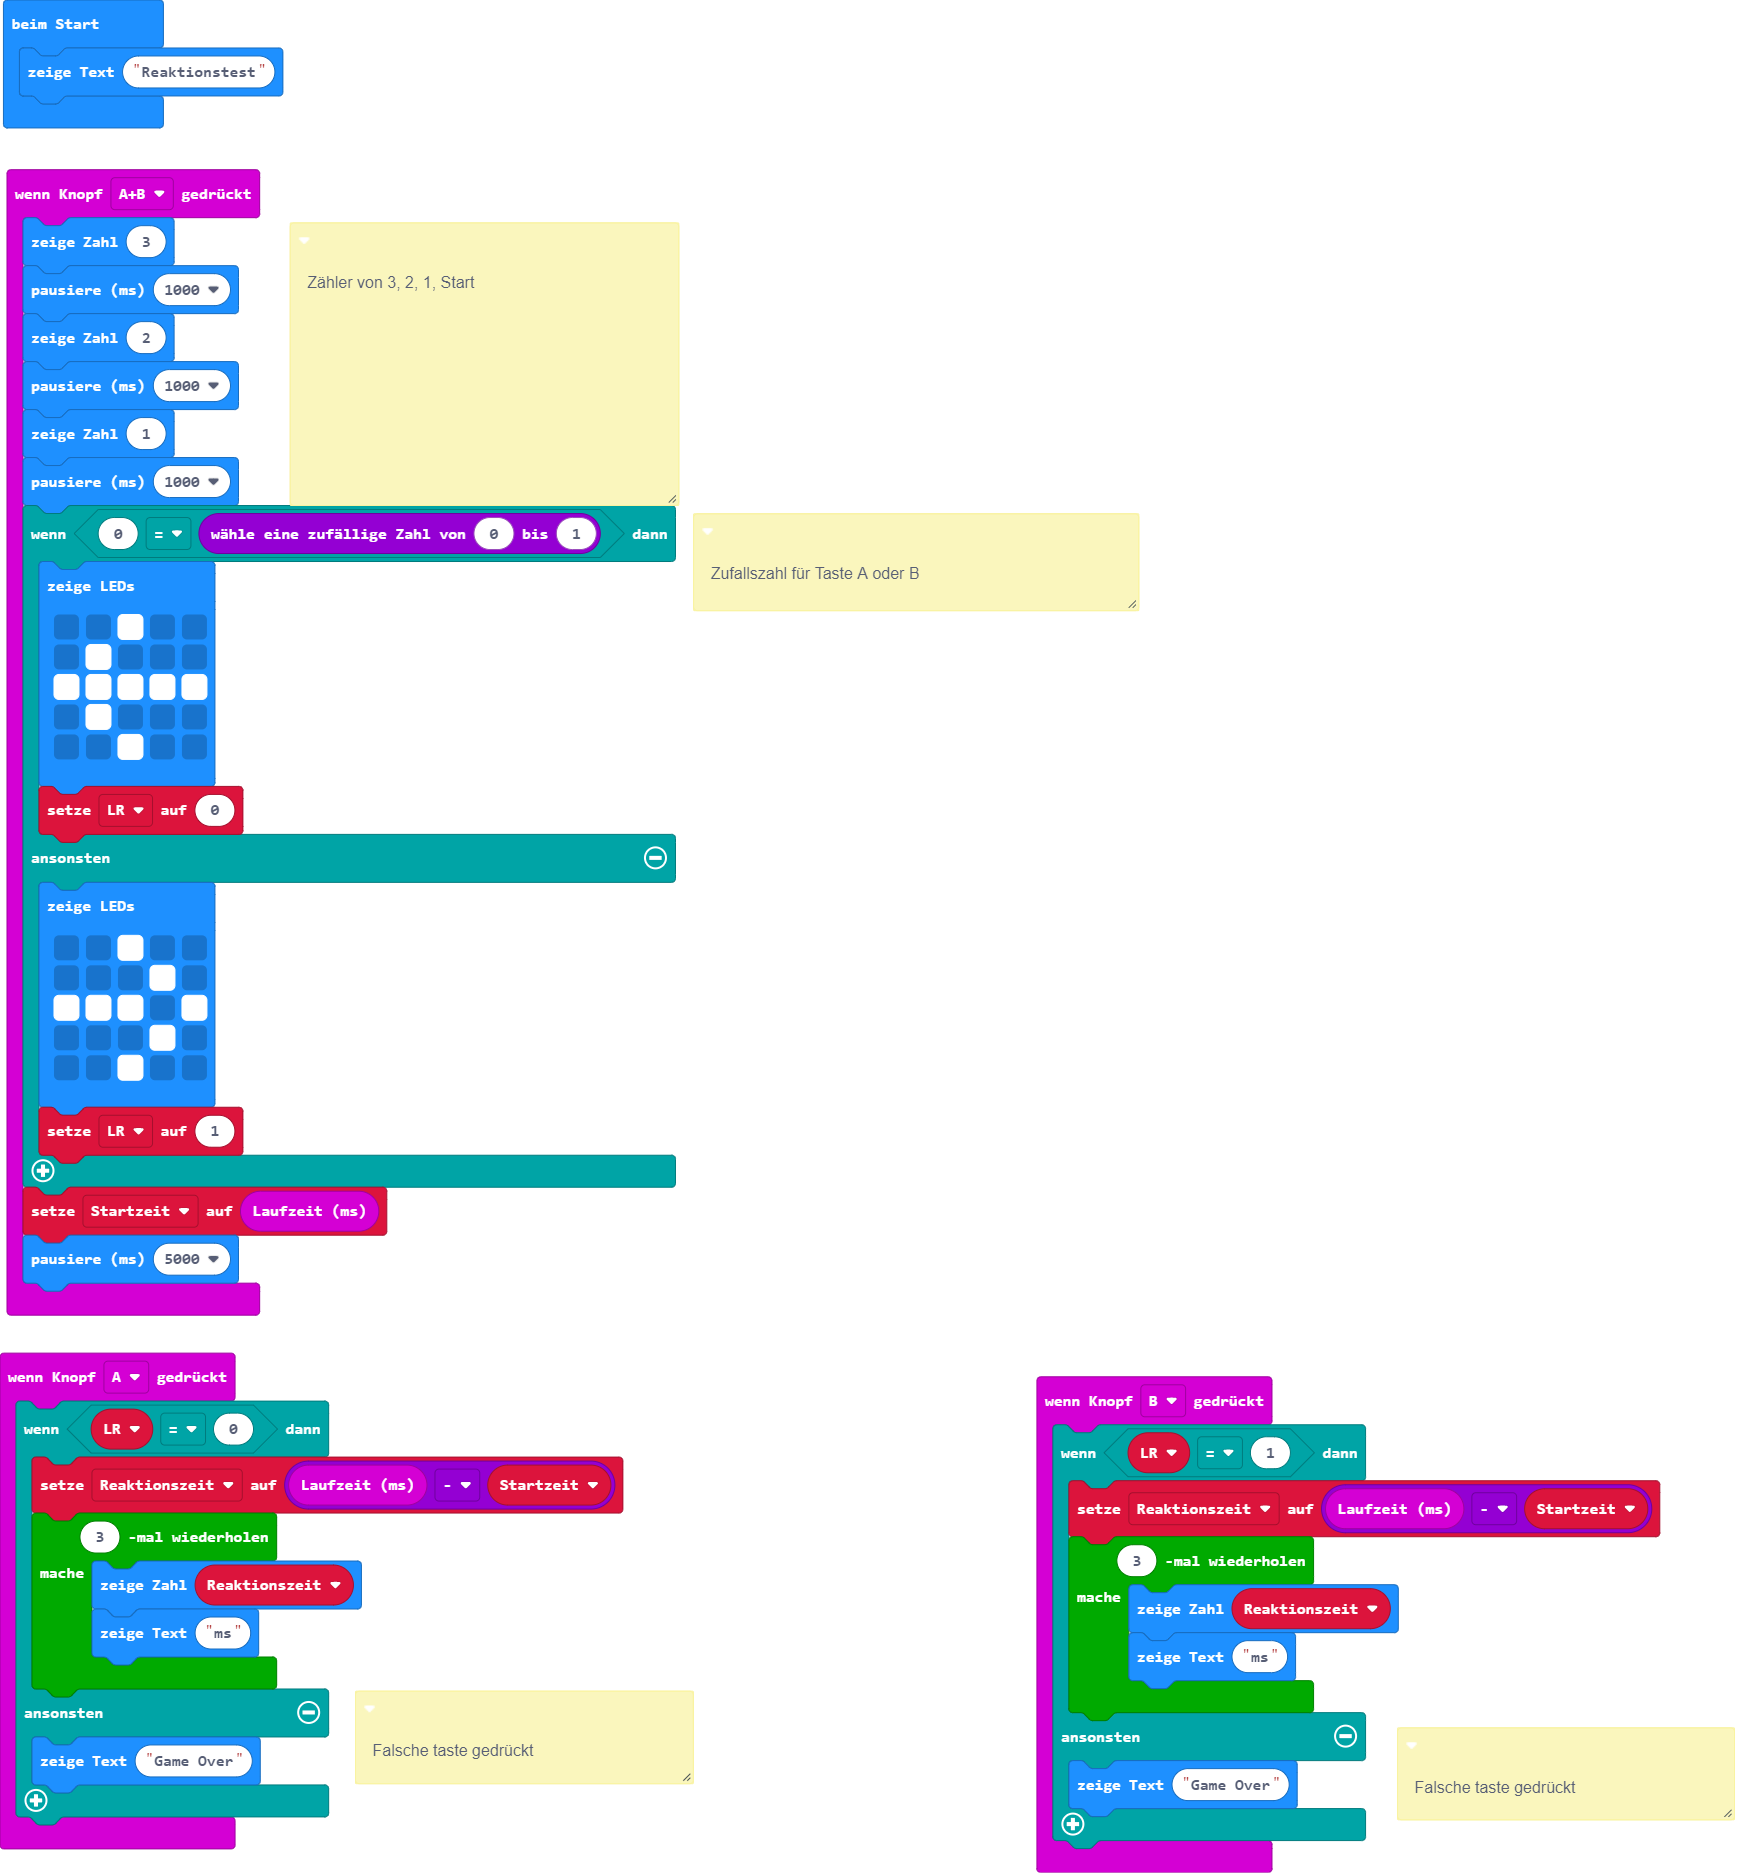 beim Start
zeige Text "Reaktionstest"
wenn Knopf A+B gedrückt
zeige Zahl 3
pausiere (ms) 1000
zeige Zahl 2
pausiere (ms) 1000
zeige Zahl 1
pausiere (ms) 1000
Zähler von 3, 2, 1, Start
wenn 0 = wähle eine zufällige Zahl von 0 bis 1 dann
Zufallszahl für Taste A oder B
zeige LEDs
setze LR auf 0
ansonsten
zeige LEDs
setze LR auf 1
setze Startzeit auf Laufzeit (ms)
pausiere (ms) 5000
wenn Knopf A gedrückt
wenn LR = 0 dann
setze Reaktionszeit auf Laufzeit (ms) - Startzeit
3 -mal wiederholen
mache
zeige Zahl Reaktionszeit
zeige Text "ms"
ansonsten
zeige Text "Game Over"
Falsche taste gedrückt
wenn Knopf B gedrückt
wenn LR = 1 dann
setze Reaktionszeit auf Laufzeit (ms) - Startzeit
3 -mal wiederholen
mache
zeige Zahl Reaktionszeit
zeige Text "ms"
ansonsten
zeige Text "Game Over"
Falsche taste gedrückt